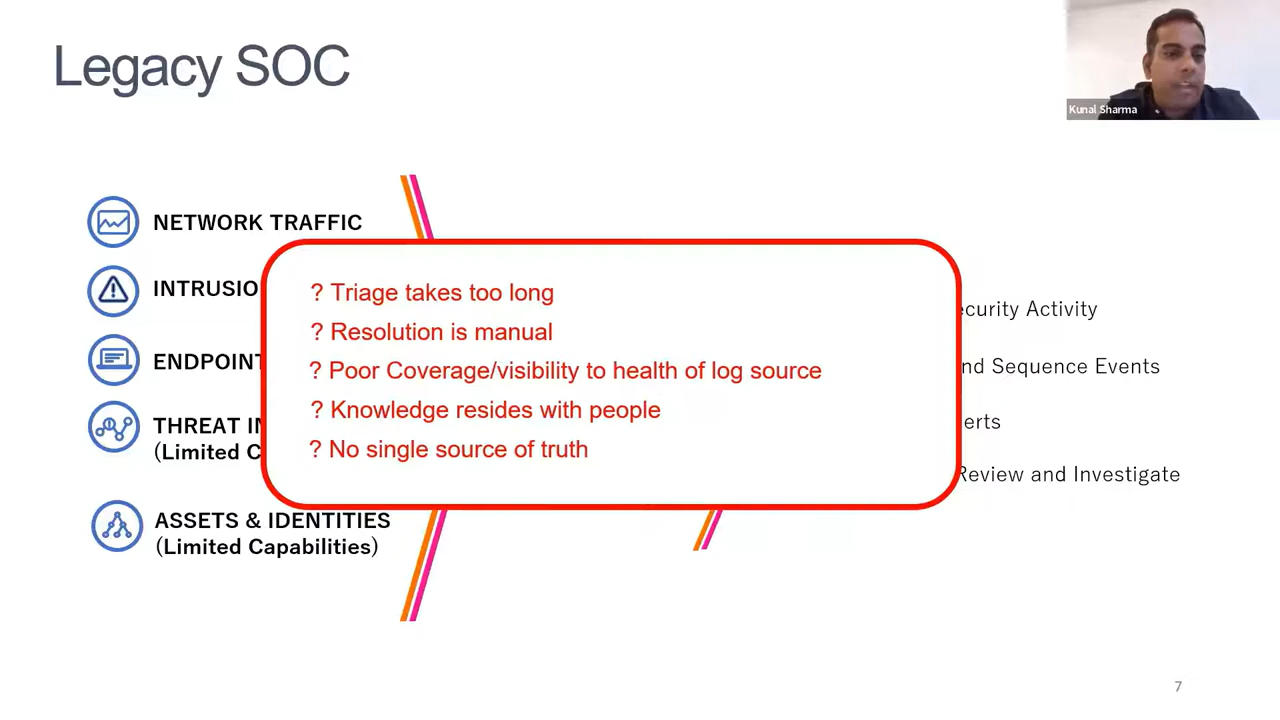 Legacy SOC
Kunal Sharma
NETWORK TRAFFIC
INTRUSIO
ENDPOINT
THREAT IN
(Limited C
ASSETS & IDENTITIES
(Limited Capabilities)
? Triage takes too long
? Resolution is manual
? Poor Coverage/visibility to health of log source
? Knowledge resides with people
? No single source of truth
ecurity Activity
nd Sequence Events
erts
Review and Investigate
7